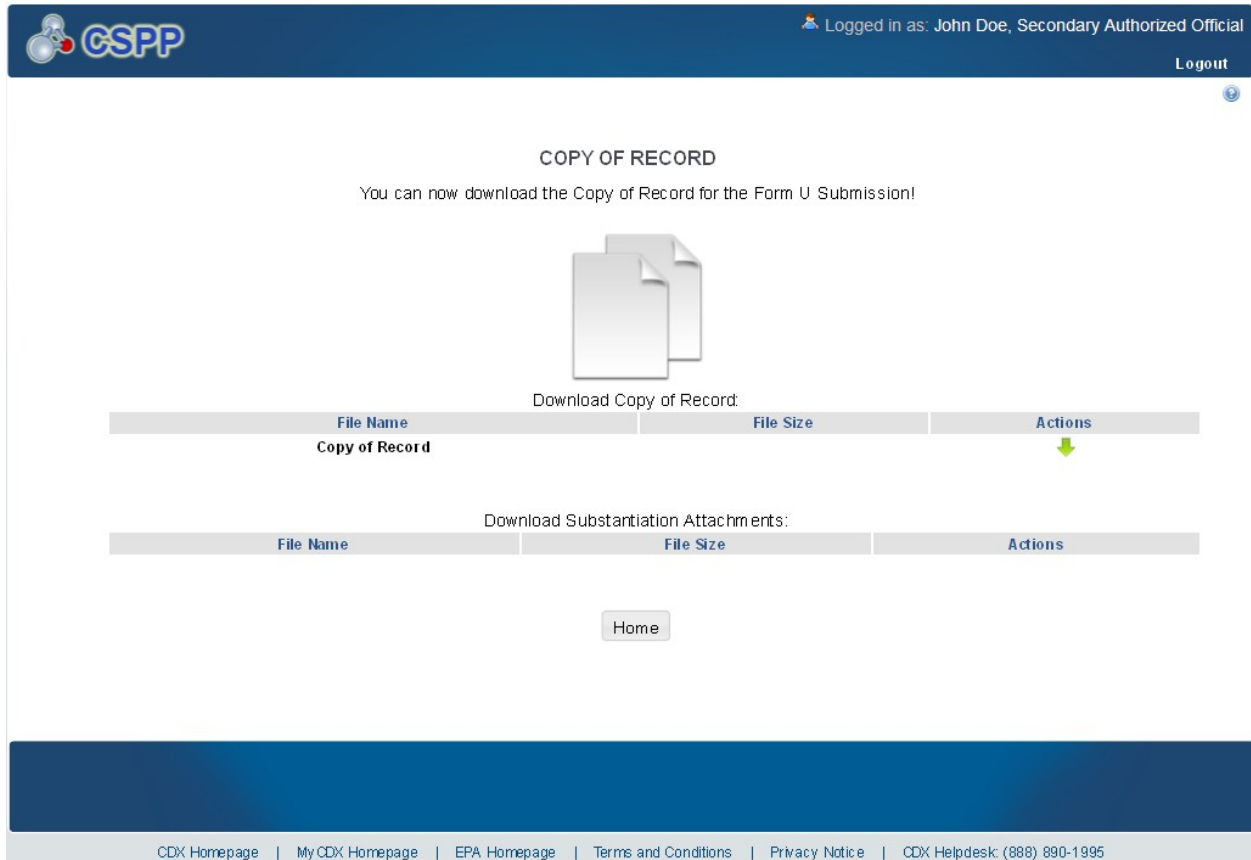 CSPP
Logged in as: John Doe, Secondary Authorized Official
Logout
COPY OF RECORD
You can now download the Copy of Record for the Form U Submission!
Download Copy of Record:
File Name File Size Actions
Copy of Record
Download Substantiation Attachments:
File Name File Size Actions
Home
CDX Homepage | MyCDX Homepage | EPA Homepage | Terms and Conditions | Privacy Notice | CDX Helpdesk: (888) 890-1995